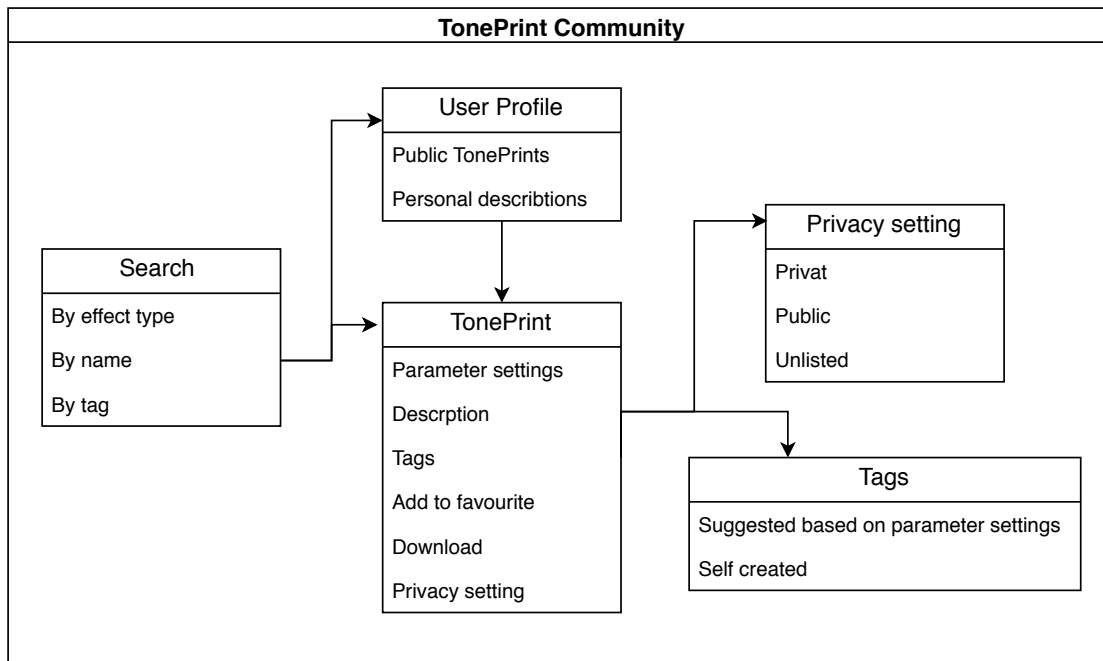 TonePrint Community
User Profile
Public TonePrints
Personal describtions
Search
By effect type
By name
By tag
TonePrint
Parameter settings
Descrption
Tags
Add to favourite
Download
Privacy setting
Privacy setting
Privat
Public
Unlisted
Tags
Suggested based on parameter settings
Self created